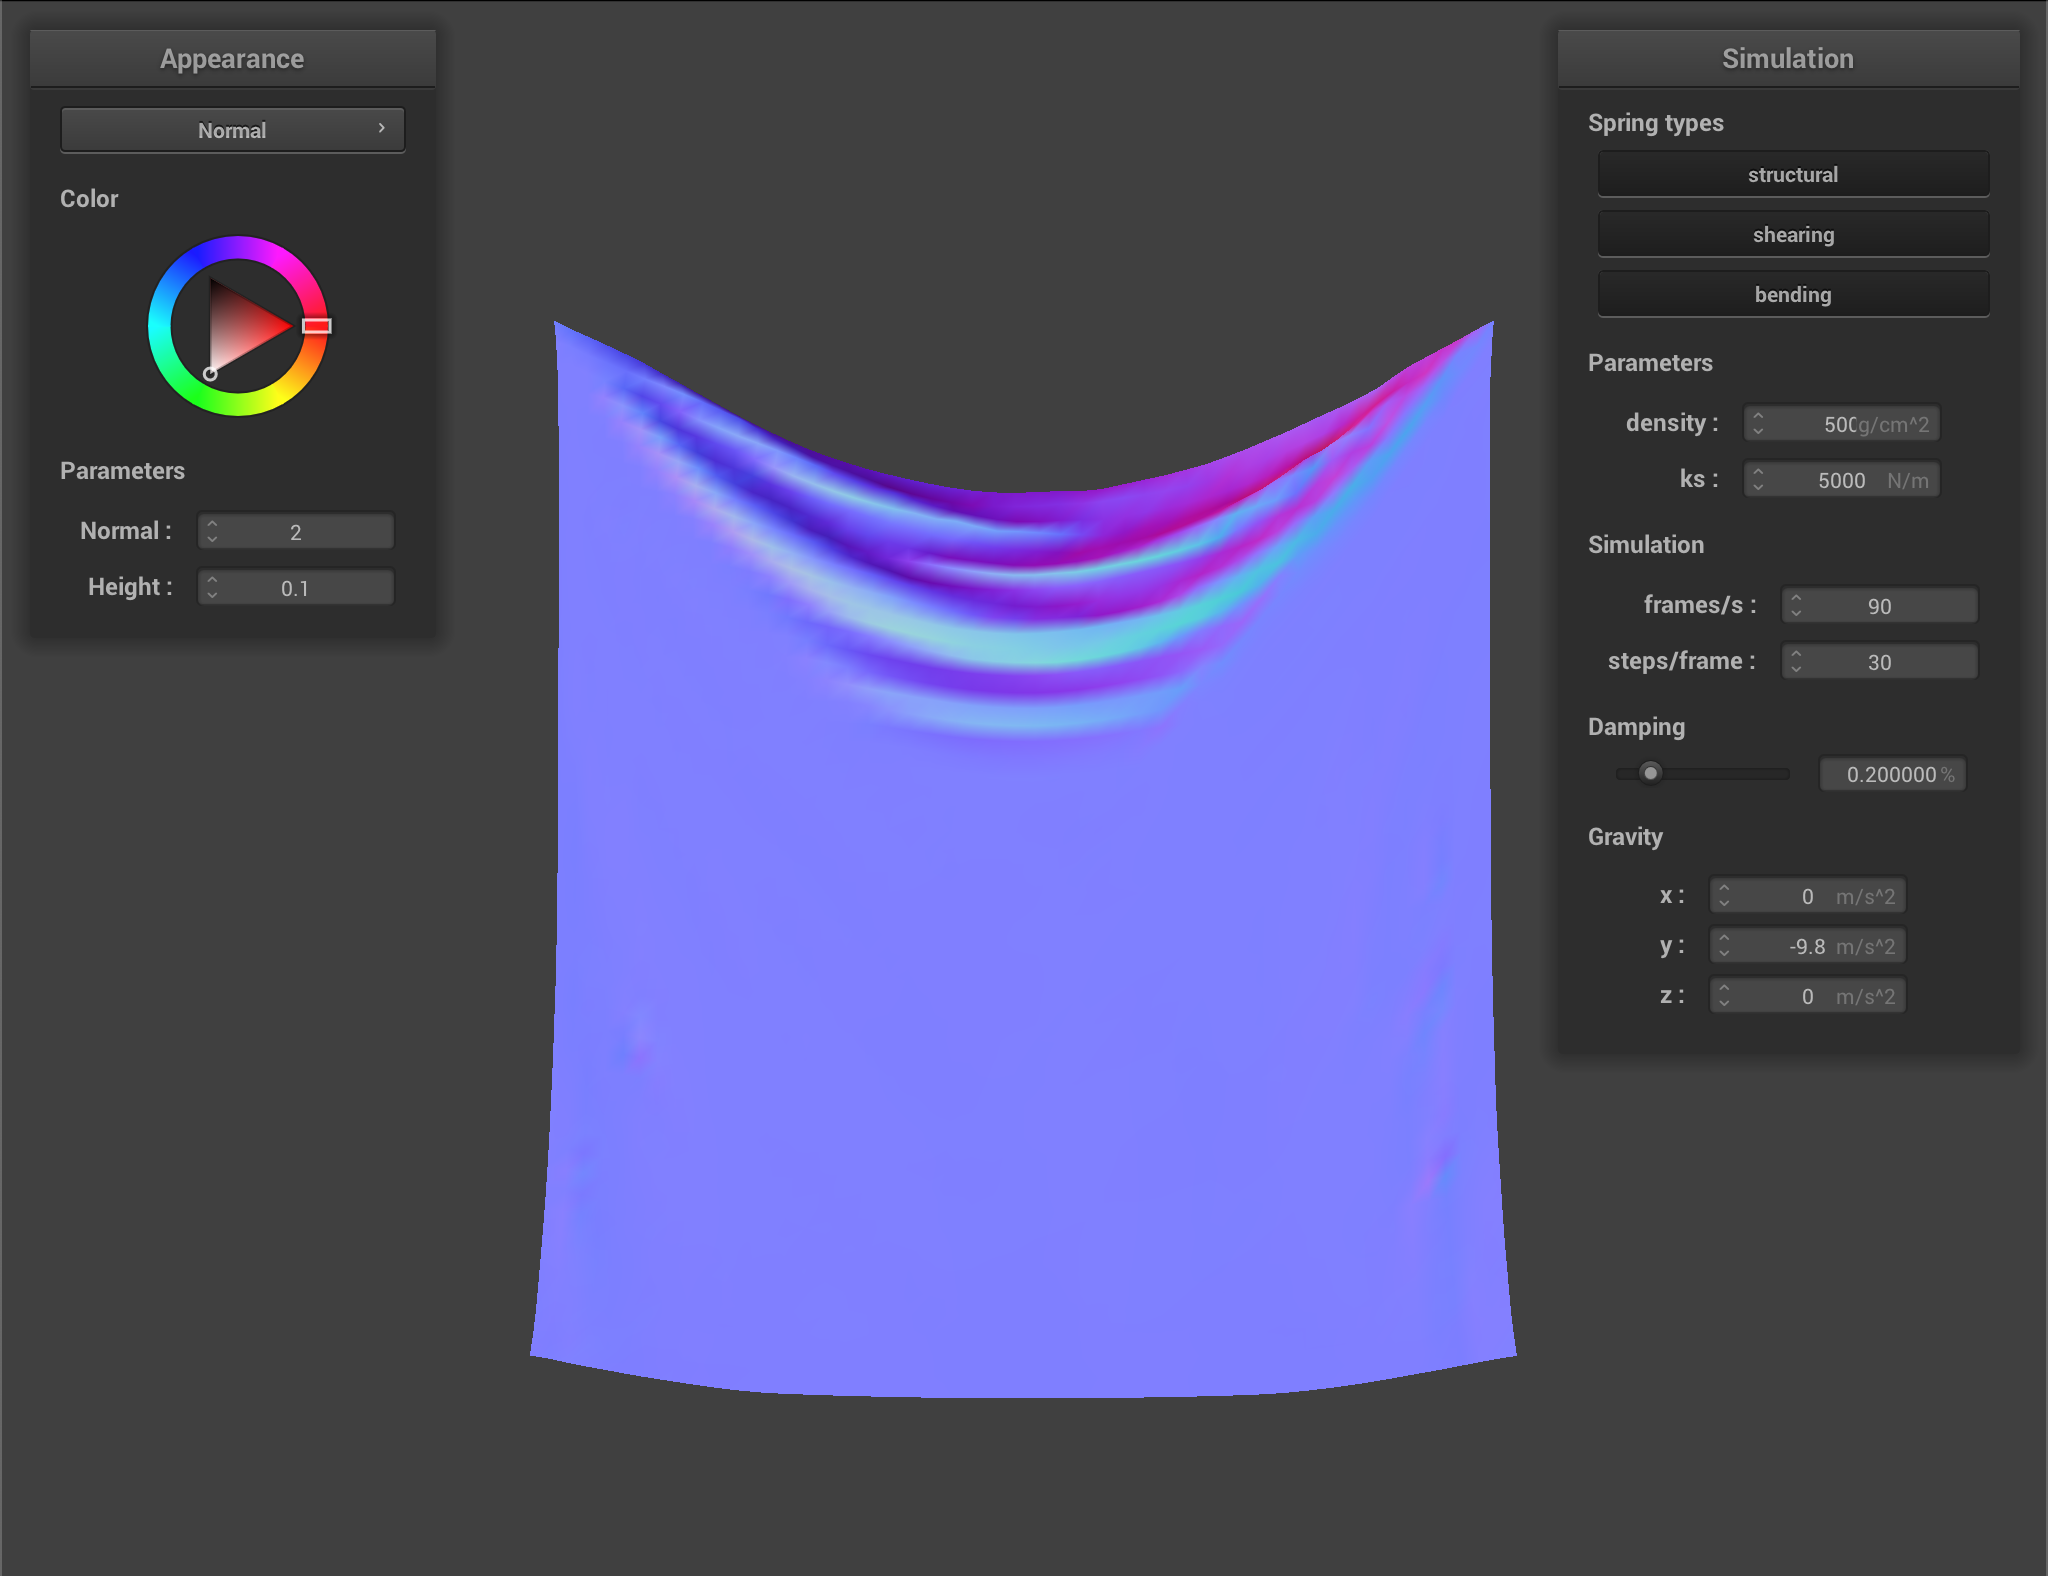 Appearance
Normal
Color
Parameters
Normal : 2
Height : 0.1
Simulation
Spring types
structural
shearing
bending
Parameters
density : 500 g/cm^2
ks : 5000 N/m
Simulation
frames/s : 90
steps/frame : 30
Damping
0.200000 %
Gravity
x : 0 m/s^2
y : -9.8 m/s^2
z : 0 m/s^2